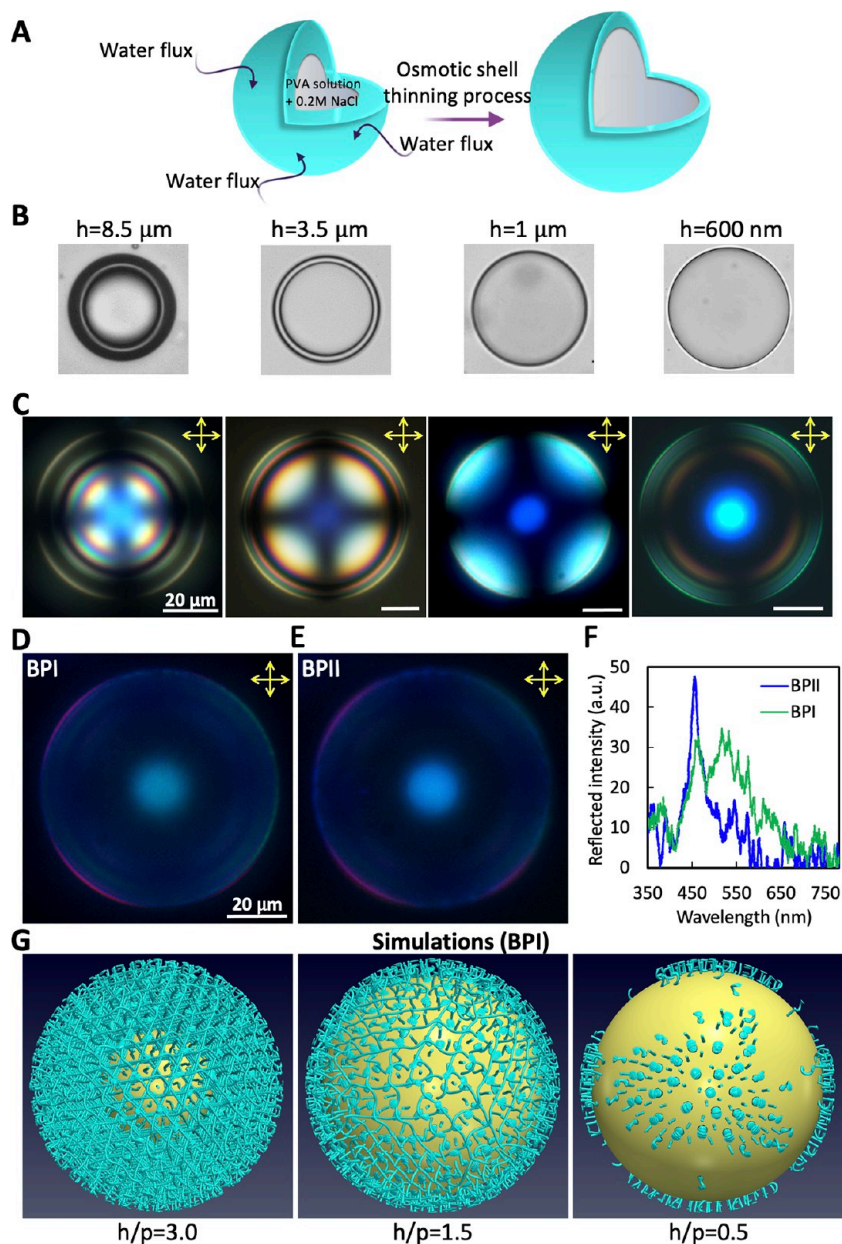 A
Water flux
PVA solution
+ 0.2M NaCl
Water flux
Water flux
Osmotic shell
thinning process
B
h=8.5 μm
h=3.5 μm
h=1 μm
h=600 nm
C
20 μm
D
BPI
20 μm
E
BPII
F
50
40
30
20
10
0
Reflected intensity (a.u.)
BPII
BPI
350 450 550 650 750
Wavelength (nm)
G
Simulations (BPI)
h/p=3.0
h/p=1.5
h/p=0.5